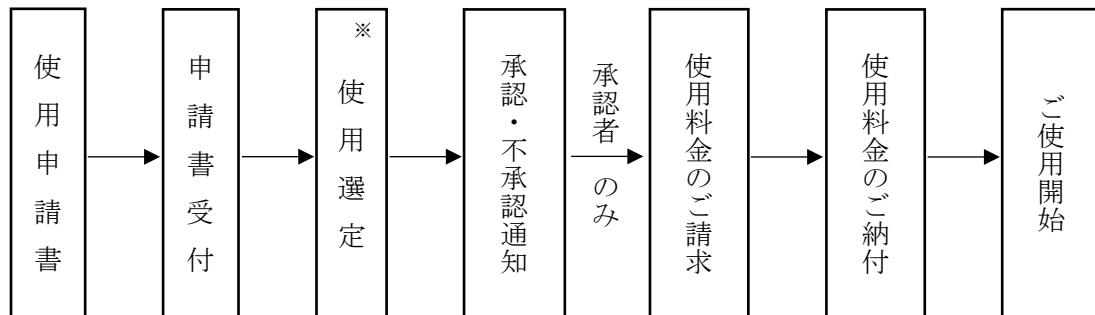 使用申請書
申請書受付
※
使用選定
承認・不承認通知
承認者のみ
使用料金のご請求
使用料金のご納付
ご使用開始